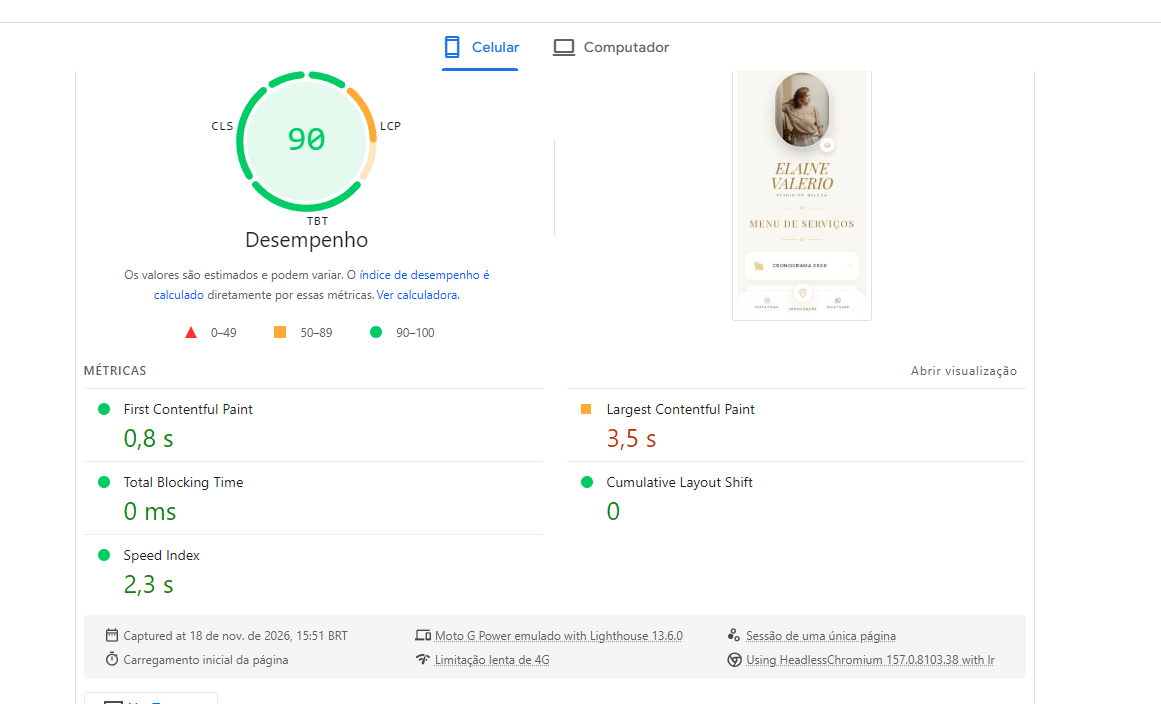 Celular
Computador
CLS
LCP
90
TBT
Desempenho
Os valores são estimados e podem variar. O índice de desempenho é
calculado diretamente por essas métricas. Ver calculadora.
0–49
50–89
90–100
ELAINE
VALERIO
MENU DE SERVIÇOS
CRONOGRAMA 2026
MÉTRICAS
Abrir visualização
First Contentful Paint
0,8 s
Largest Contentful Paint
3,5 s
Total Blocking Time
0 ms
Cumulative Layout Shift
0
Speed Index
2,3 s
Captured at 18 de nov. de 2026, 15:51 BRT
Moto G Power emulado with Lighthouse 13.6.0
Sessão de uma única página
Carregamento inicial da página
Limitação lenta de 4G
Using HeadlessChromium 157.0.8103.38 with lr